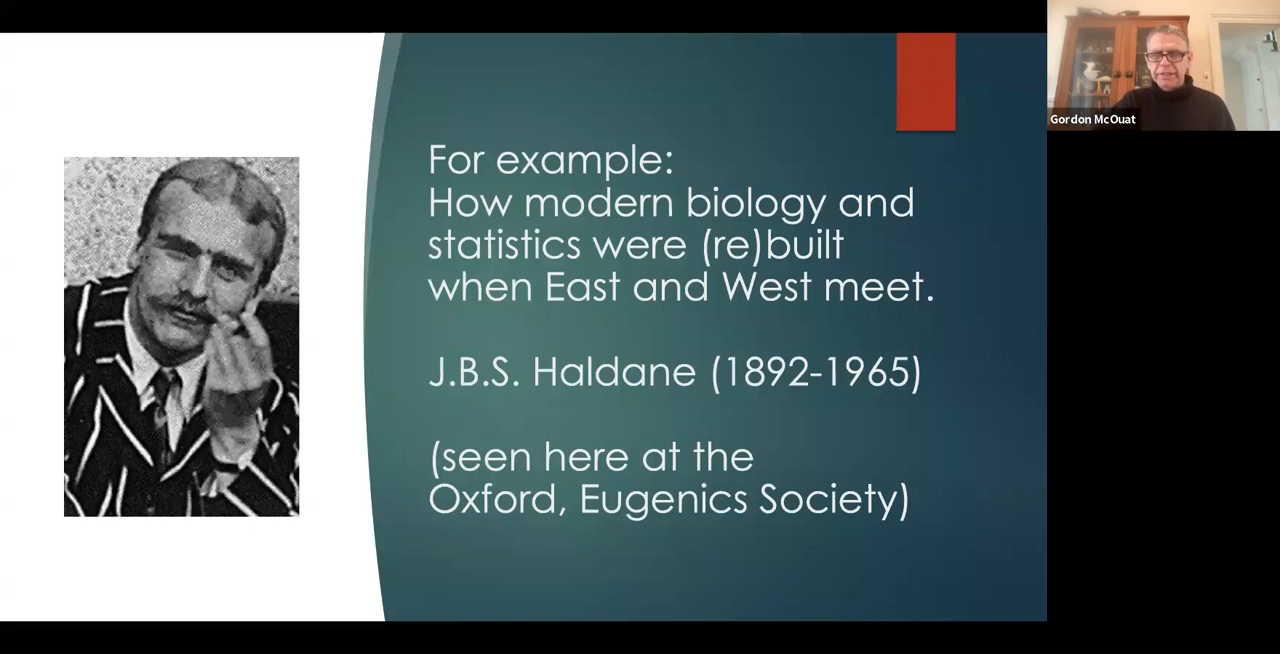 For example:
How modern biology and
statistics were (re)built
when East and West meet.
J.B.S. Haldane (1892-1965)
(seen here at the
Oxford, Eugenics Society)
Gordon McOuat